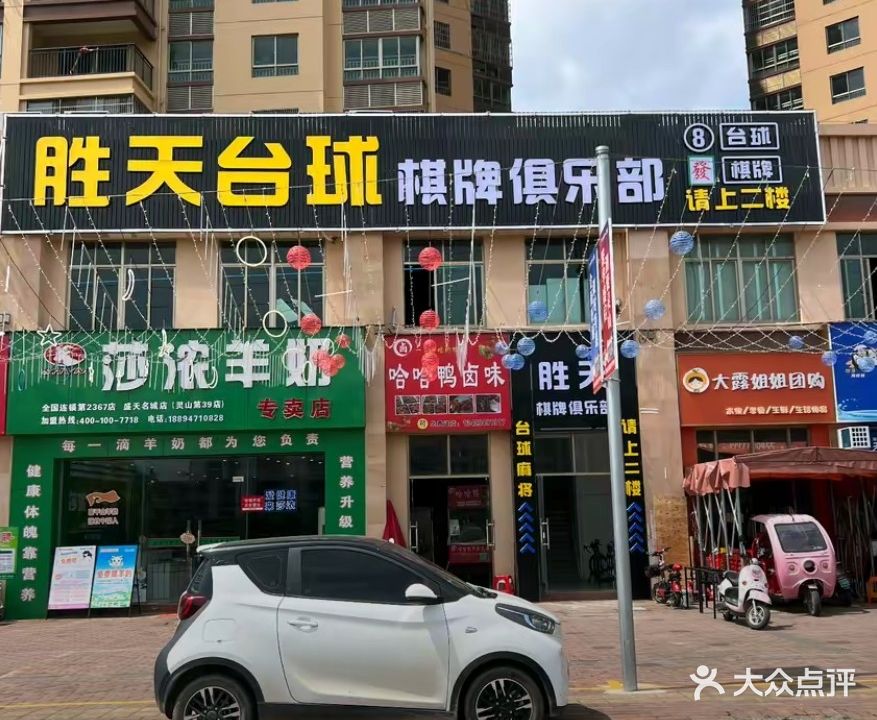 胜天台球 棋牌俱乐部
8 台球
發 棋牌
请上二楼
莎浓羊奶
全国连锁第2367店 盛天名城店(灵山第39店)
加盟热线:400-100-7718 电话:18894710828
专卖店
每一滴羊奶都为您负责
健康体魄靠营养
营养升级
哈哈鸭卤味
胜天
棋牌俱乐部
台球麻将
请上二楼
大露姐姐团购
大众点评